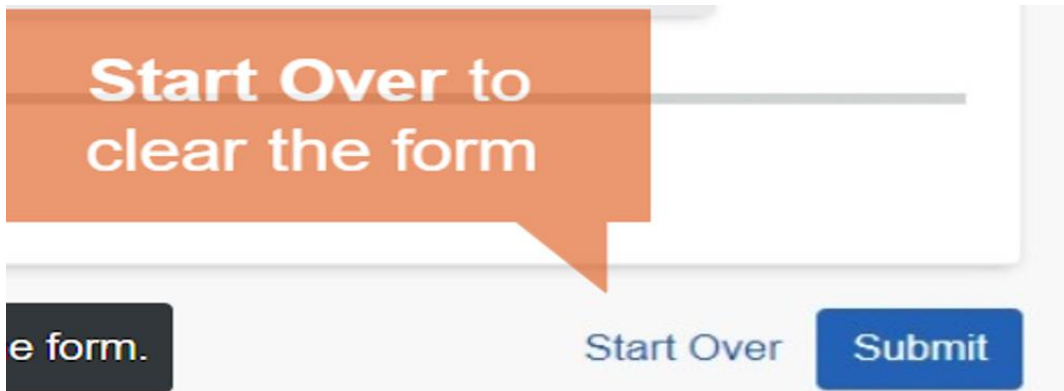 Start Over to
clear the form
e form.
Start Over
Submit